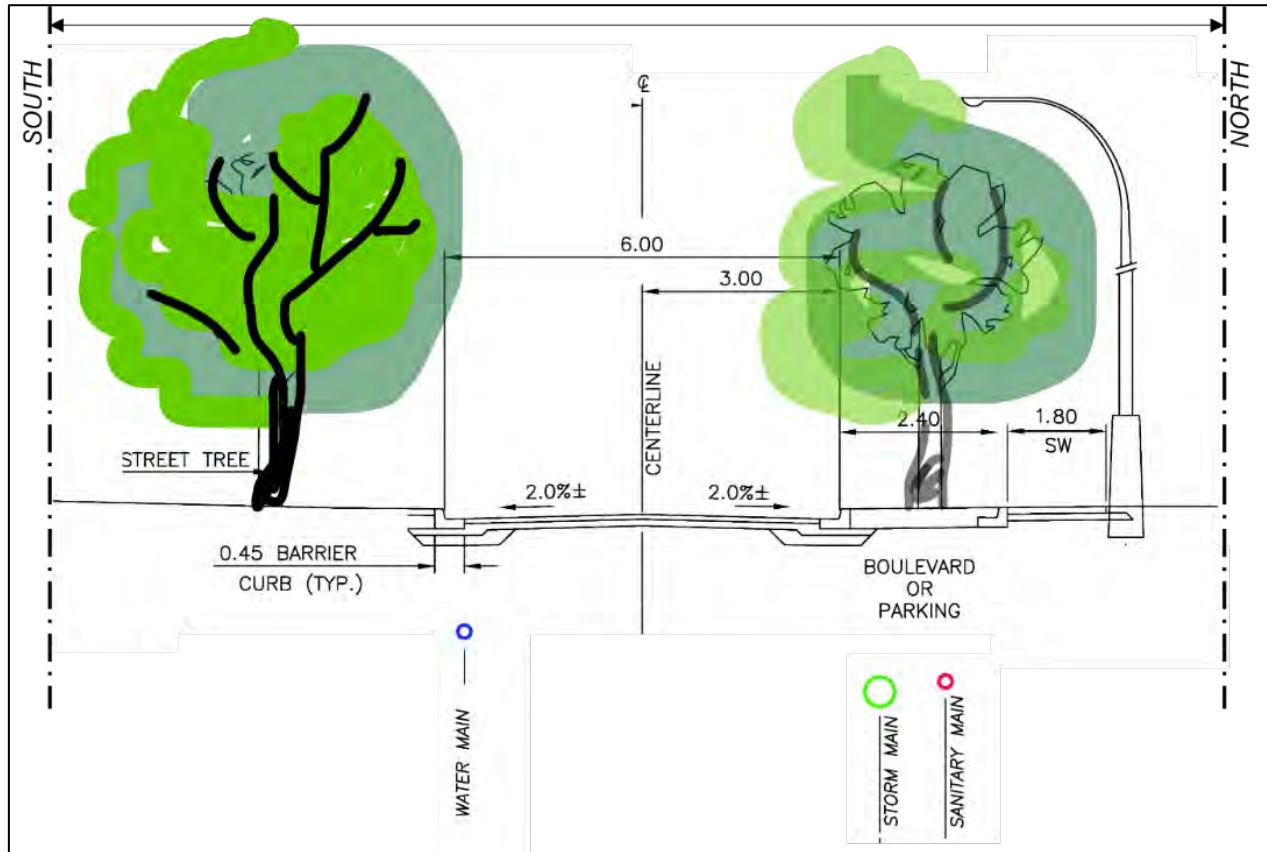 SOUTH
NORTH
℄
6.00
3.00
CENTERLINE
2.40
1.80
SW
STREET TREE
2.0%±
2.0%±
0.45 BARRIER
CURB (TYP.)
BOULEVARD
OR
PARKING
WATER MAIN
STORM MAIN
SANITARY MAIN